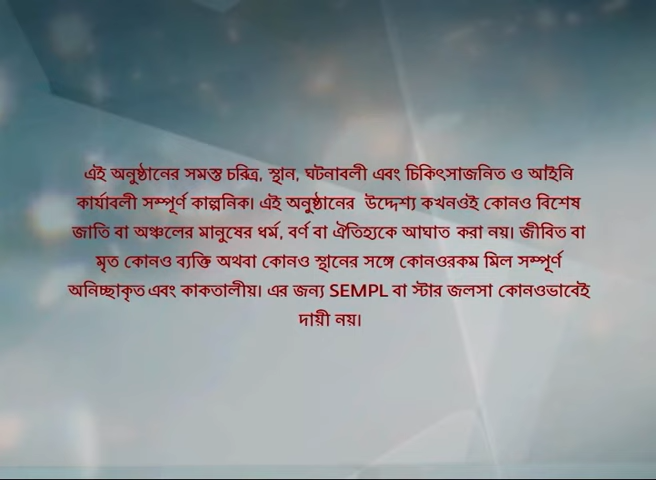 এই অনুষ্ঠানের সমস্ত চরিত্র, স্থান, ঘটনাবলী এবং চিকিৎসাজনিত ও আইনি
কার্যাবলী সম্পূর্ণ কাল্পনিক। এই অনুষ্ঠানের উদ্দেশ্য কখনওই কোনও বিশেষ
জাতি বা অঞ্চলের মানুষের ধর্ম, বর্ণ বা ঐতিহ্যকে আঘাত করা নয়। জীবিত বা
মৃত কোনও ব্যক্তি অথবা কোনও স্থানের সঙ্গে কোনওরকম মিল সম্পূর্ণ
অনিচ্ছাকৃত এবং কাকতালীয়। এর জন্য SEMPL বা স্টার জলসা কোনওভাবেই
দায়ী নয়।